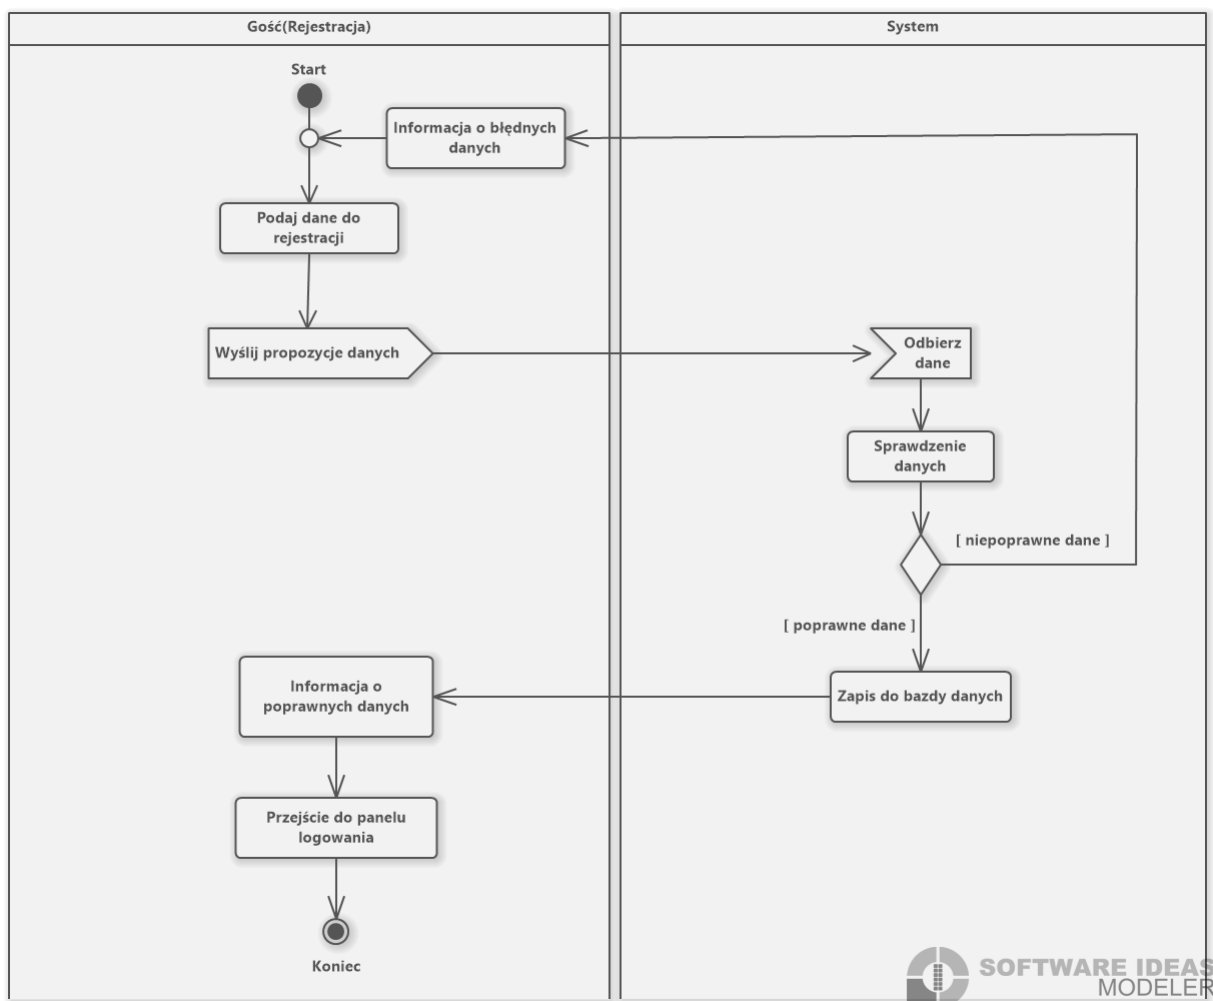 Gość(Rejestracja)
System
Start
Informacja o błędnych
danych
Podaj dane do
rejestracji
Wyślij propozycje danych
Odbierz
dane
Sprawdzenie
danych
[ niepoprawne dane ]
[ poprawne dane ]
Informacja o
poprawnych danych
Zapis do bazdy danych
Przejście do panelu
logowania
Koniec
SOFTWARE IDEAS
MODELER